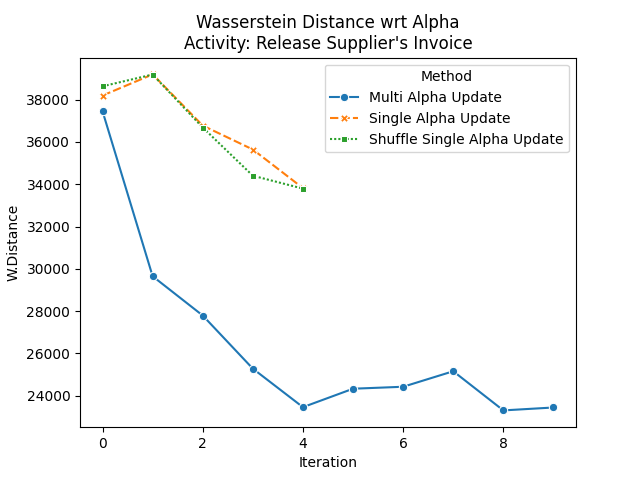 Wasserstein Distance wrt Alpha
Activity: Release Supplier's Invoice
Method
Multi Alpha Update
Single Alpha Update
Shuffle Single Alpha Update
W.Distance
38000
36000
34000
32000
30000
28000
26000
24000
0 2 4 6 8
Iteration